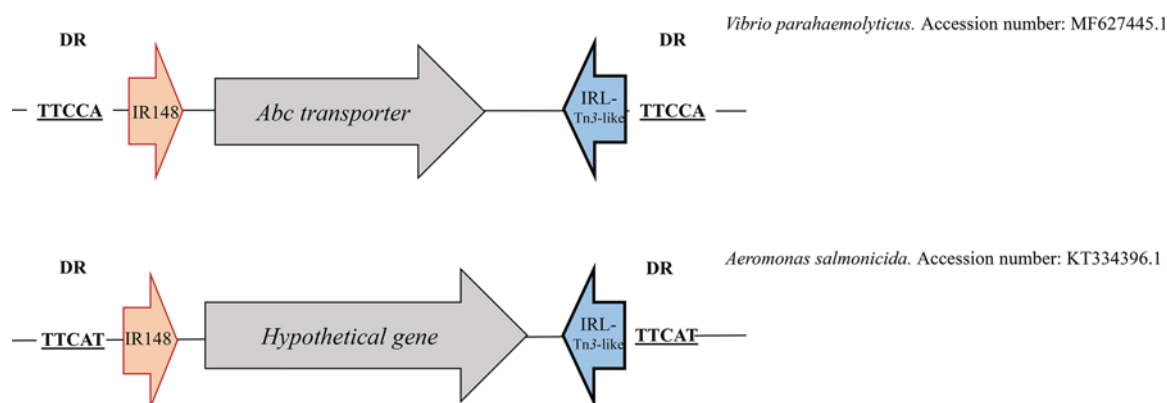 Vibrio parahaemolyticus. Accession number: MF627445.1
DR DR
TTCCA IR148 Abc transporter IRL- TTCCA
Tn3-like
Aeromonas salmonicida. Accession number: KT334396.1
DR DR
TTCAT IR148 Hypothetical gene IRL- TTCAT
Tn3-like